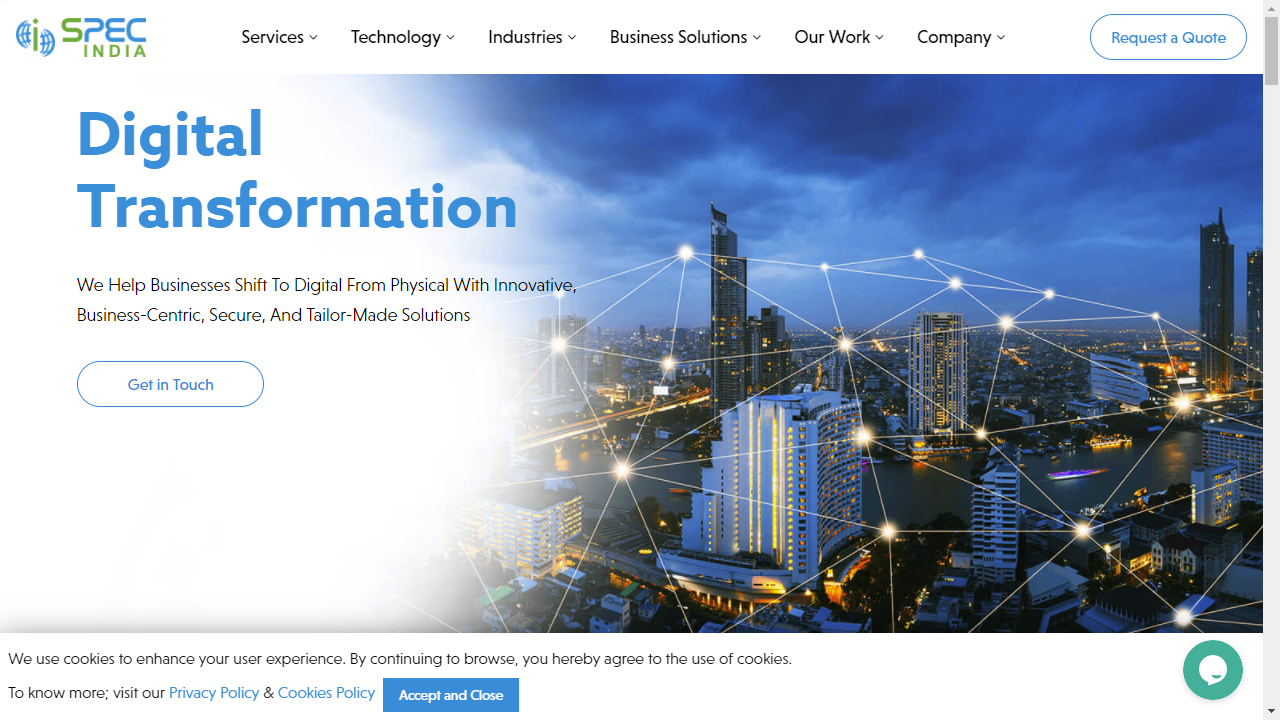 SPEC
INDIA
Services
Technology
Industries
Business Solutions
Our Work
Company
Request a Quote
Digital
Transformation
We Help Businesses Shift To Digital From Physical With Innovative,
Business-Centric, Secure, And Tailor-Made Solutions
Get in Touch
We use cookies to enhance your user experience. By continuing to browse, you hereby agree to the use of cookies.
To know more; visit our Privacy Policy & Cookies Policy
Accept and Close